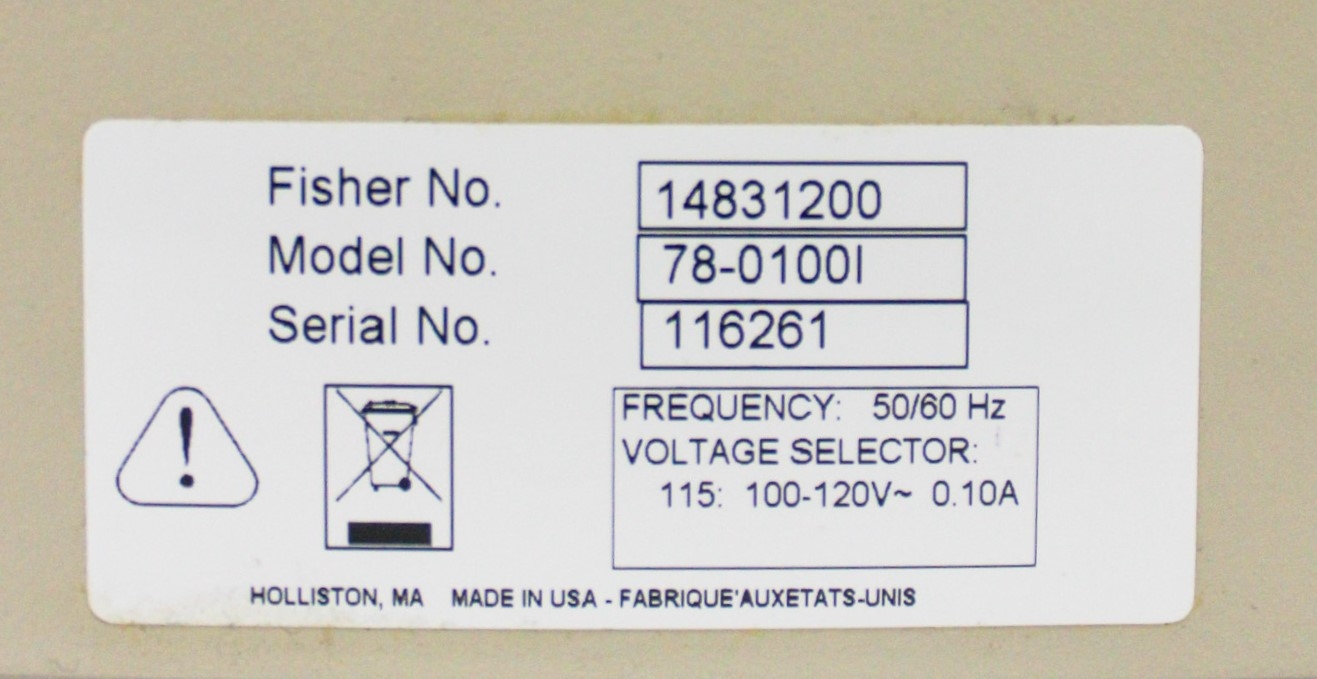 Fisher No. 14831200
Model No. 78-0100I
Serial No. 116261
FREQUENCY: 50/60 Hz
VOLTAGE SELECTOR:
115: 100-120V~ 0.10A
HOLLISTON, MA MADE IN USA - FABRIQUE'AUXETATS-UNIS